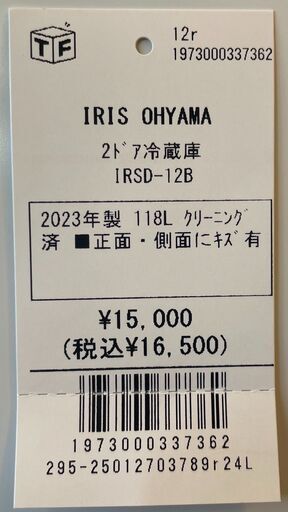 TF
12r
1973000337362
IRIS OHYAMA
2ﾄﾞｱ冷蔵庫
IRSD-12B
2023年製 118L ｸﾘｰﾆﾝｸﾞ
済 ■正面・側面にｷｽﾞ有
¥15,000
(税込¥16,500)
1973000337362
295-25012703789r24L